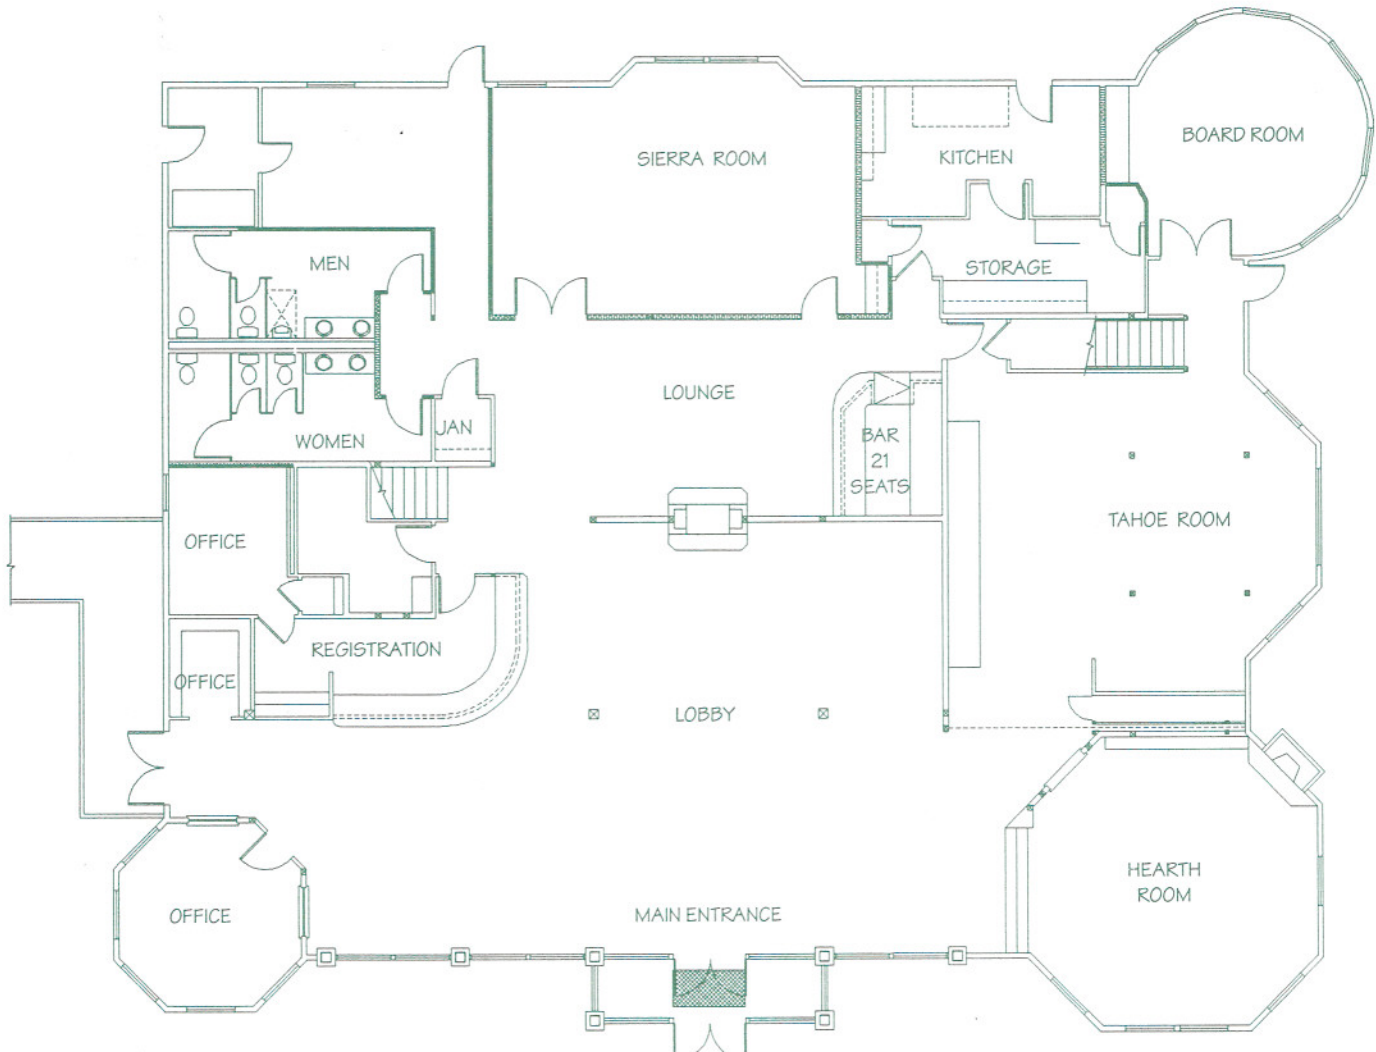 BOARD ROOM
SIERRA ROOM
KITCHEN
MEN
STORAGE
LOUNGE
JAN
WOMEN
BAR
21
SEATS
TAHOE ROOM
OFFICE
REGISTRATION
OFFICE
LOBBY
HEARTH
ROOM
OFFICE
MAIN ENTRANCE